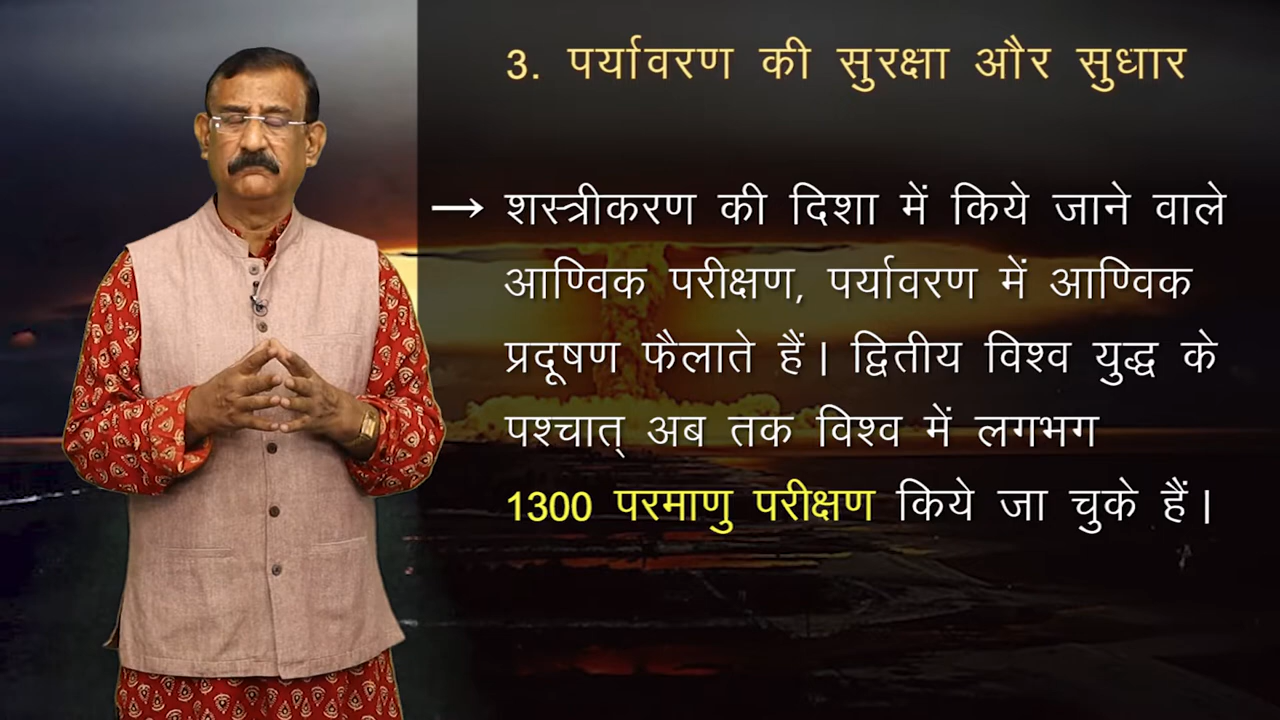 3. पर्यावरण की सुरक्षा और सुधार
→ शस्त्रीकरण की दिशा में किये जाने वाले
आण्विक परीक्षण, पर्यावरण में आण्विक
प्रदूषण फैलाते हैं। द्वितीय विश्व युद्ध के
पश्चात् अब तक विश्व में लगभग
1300 परमाणु परीक्षण किये जा चुके हैं।